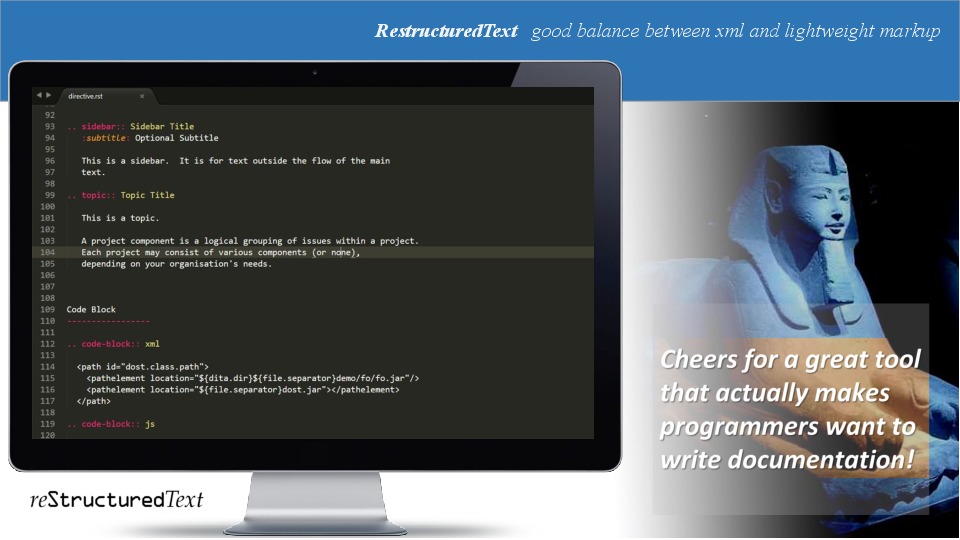 RestructuredText good balance between xml and lightweight markup
directive.rst ×
92
93 .. sidebar:: Sidebar Title
94 :subtitle: Optional Subtitle
95
96 This is a sidebar. It is for text outside the flow of the main
97 text.
98
99 .. topic:: Topic Title
100
101 This is a topic.
102
103 A project component is a logical grouping of issues within a project.
104 Each project may consist of various components (or none),
105 depending on your organisation's needs.
106
107
108
109 Code Block
110 -----------------
111
112 .. code-block:: xml
113
114 <path id="dost.class.path">
115 <pathelement location="${dita.dir}${file.separator}demo/fo/fo.jar"/>
116 <pathelement location="${file.separator}dost.jar"></pathelement>
117 </path>
118
119 .. code-block:: js
120
Cheers for a great tool
that actually makes
programmers want to
write documentation!
reStructuredText